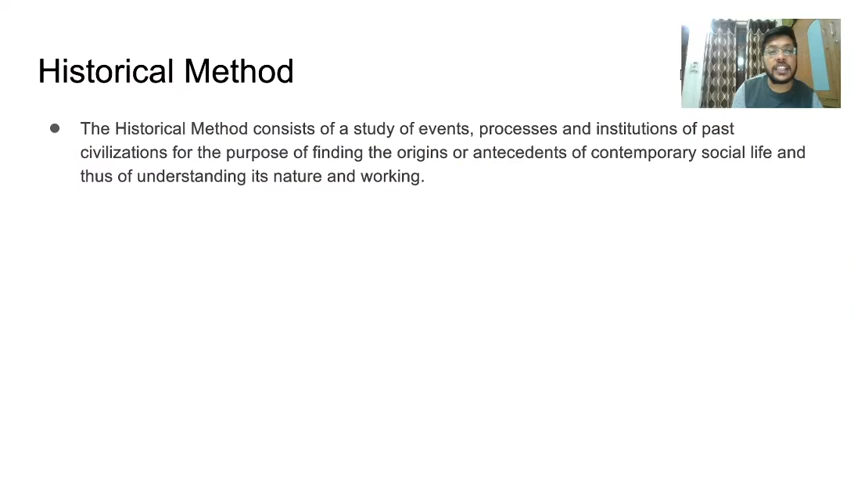 Historical Method
● The Historical Method consists of a study of events, processes and institutions of past
civilizations for the purpose of finding the origins or antecedents of contemporary social life and
thus of understanding its nature and working.